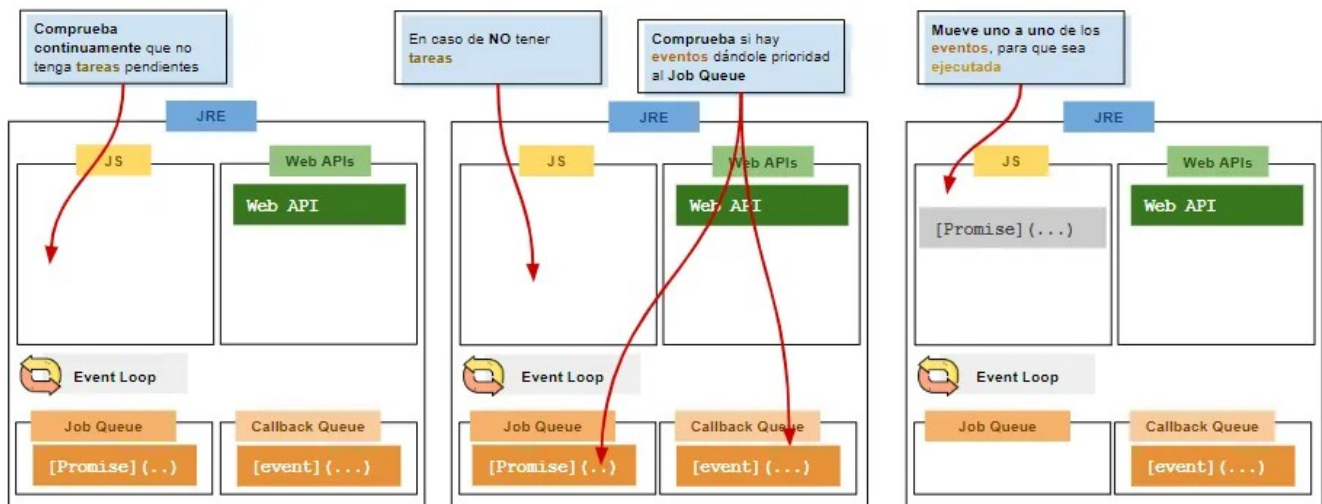 Comprueba
continuamente que no
tenga tareas pendientes
En caso de NO tener
tareas
Comprueba si hay
eventos dándole prioridad
al Job Queue
Mueve uno a uno de los
eventos, para que sea
ejecutada
JRE
JS
Web APIs
Web API
Event Loop
Job Queue
Callback Queue
[Promise](..)
[event](...)
JRE
JS
Web APIs
Web API
Event Loop
Job Queue
Callback Queue
[Promise](..)
[event](...)
JRE
JS
Web APIs
Web API
[Promise](...)
Event Loop
Job Queue
Callback Queue
[event](...)